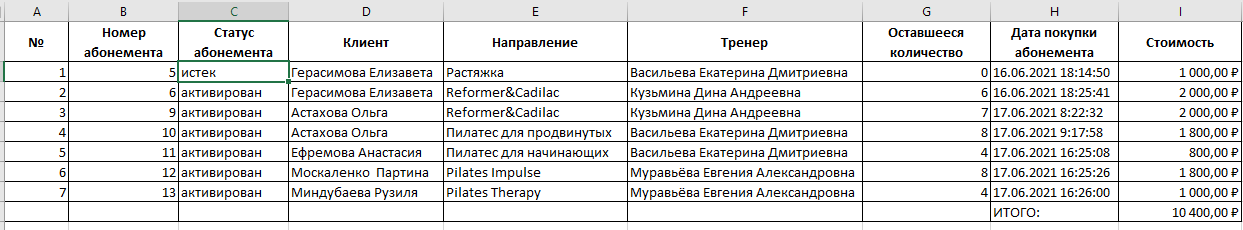 A B C D E F G H I
№ Номер абонемента Статус абонемента Клиент Направление Тренер Оставшееся количество Дата покупки абонемента Стоимость
1 5 истек Герасимова Елизавета Растяжка Васильева Екатерина Дмитриевна 0 16.06.2021 18:14:50 1 000,00 ₽
2 6 активирован Герасимова Елизавета Reformer&Cadilac Кузьмина Дина Андреевна 6 16.06.2021 18:25:41 2 000,00 ₽
3 9 активирован Астахова Ольга Reformer&Cadilac Кузьмина Дина Андреевна 7 17.06.2021 8:22:32 2 000,00 ₽
4 10 активирован Астахова Ольга Пилатес для продвинутых Васильева Екатерина Дмитриевна 8 17.06.2021 9:17:58 1 800,00 ₽
5 11 активирован Ефремова Анастасия Пилатес для начинающих Васильева Екатерина Дмитриевна 4 17.06.2021 16:25:08 800,00 ₽
6 12 активирован Москаленко Партина Pilates Impulse Муравьёва Евгения Александровна 8 17.06.2021 16:25:26 1 800,00 ₽
7 13 активирован Миндубаева Рузиля Pilates Therapy Муравьёва Евгения Александровна 4 17.06.2021 16:26:00 1 000,00 ₽
ИТОГО: 10 400,00 ₽